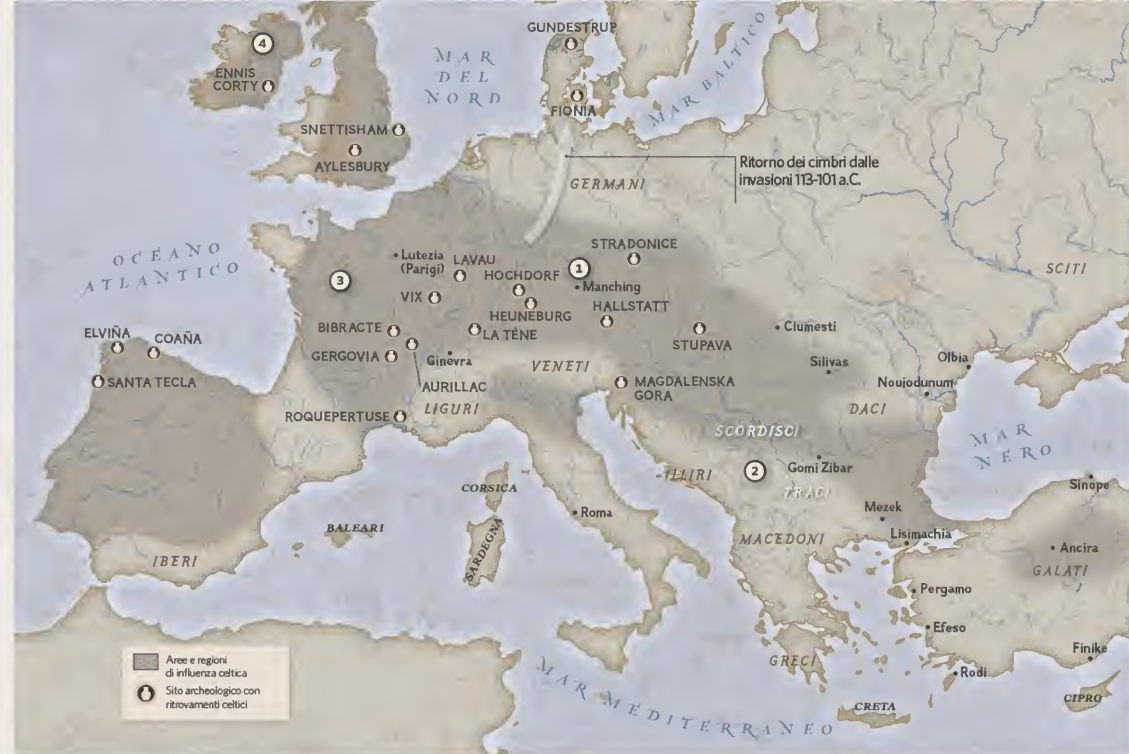 GUNDESTRUP
4
MAR
DEL
NORD
MAR BALTICO
ENNIS
CORTY
FIONIA
SNETTISHAM
AYLESBURY
Ritorno dei cimbri dalle
invasioni 113-101 a.C.
GERMANI
OCEANO
ATLANTICO
Lutezia
(Parigi)
LAVAU
STRADONICE
3
HOCHDORF
1
Manching
SCITI
VIX
HEUNEBURG
HALLSTATT
BIBRACTE
LA TÈNE
STUPAVA
Ciumesti
ELVIÑA
COAÑA
GERGOVIA
Ginevra
VENETI
Silivas
Olbia
SANTA TECLA
AURILLAC
MAGDALENSKA
GORA
Nouiodunum
ROQUEPERTUSE
LIGURI
DACI
SCORDISCI
MAR
NERO
2
ILLIRI
Gomi Zibar
TRACI
Sinope
CORSICA
Roma
Mezek
BALEARI
SARDEGNA
MACEDONI
Lisimachia
Ancira
IBERI
GALATI
Pergamo
Efeso
Finike
GRECI
Rodi
CIPRO
CRETA
MAR MEDITERRANEO
Aree e regioni
di influenza celtica
Sito archeologico con
ritrovamenti celtici